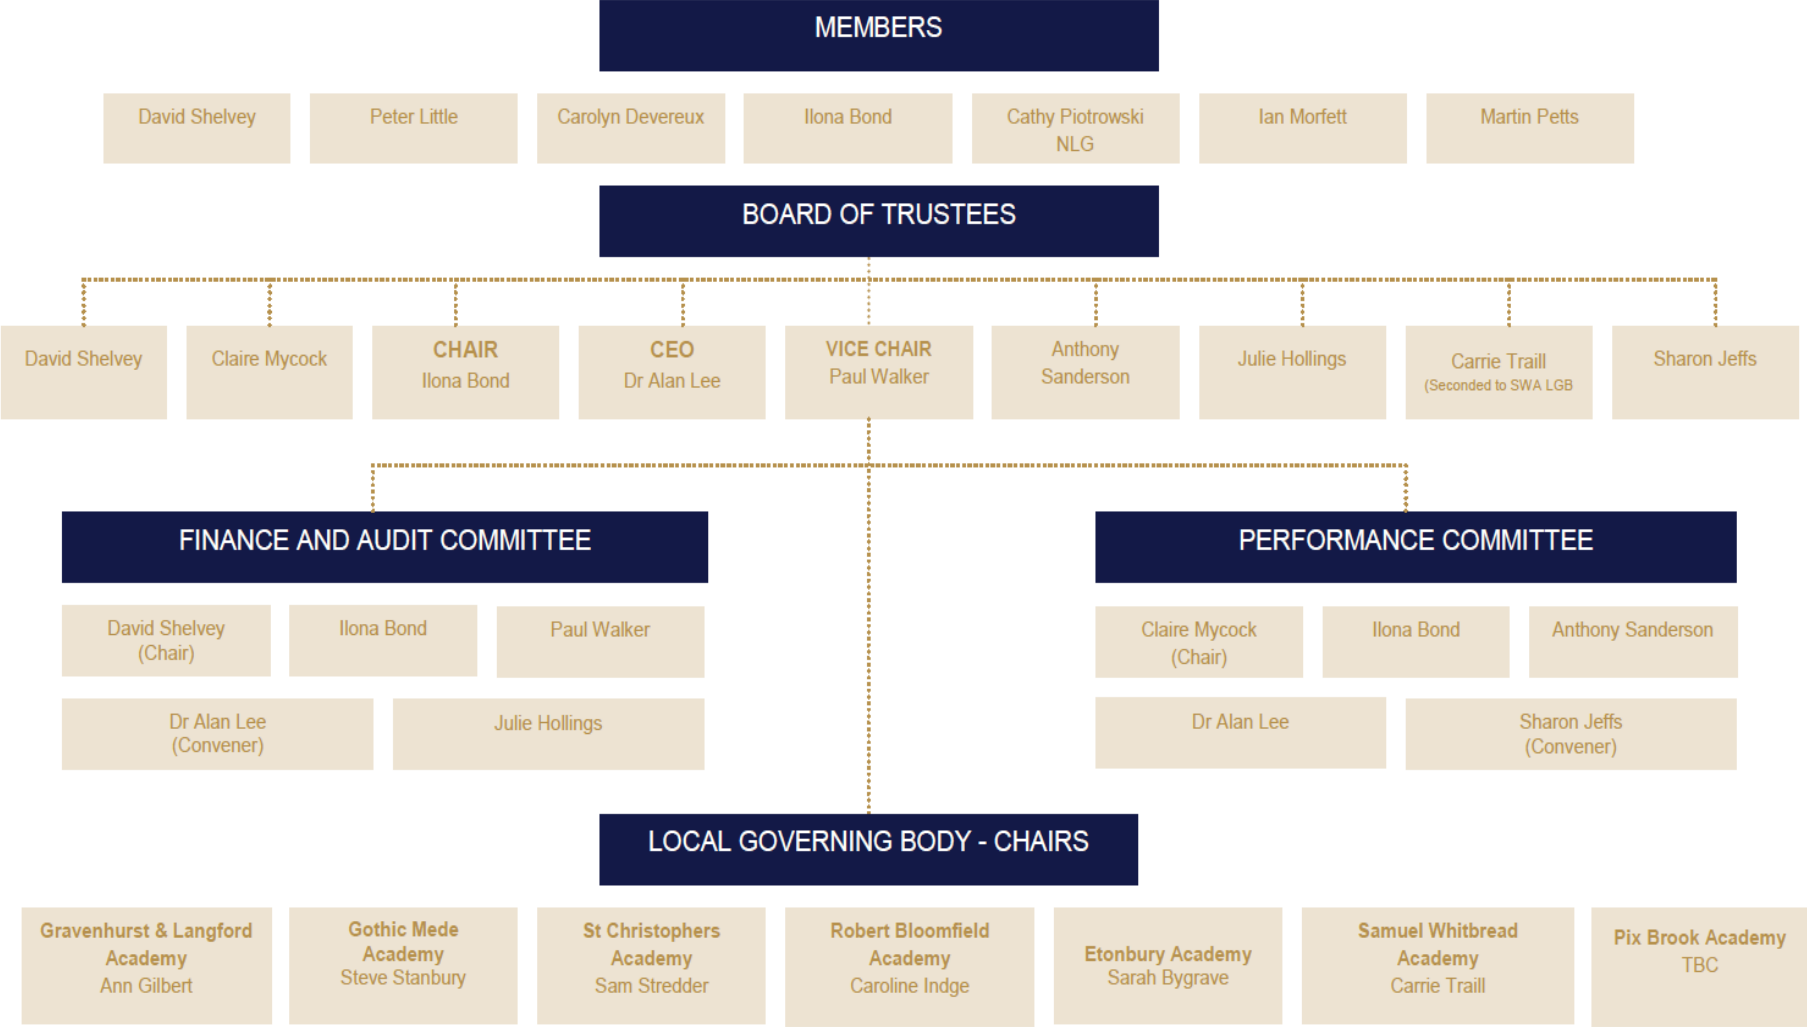 MEMBERS
David Shelvey
Peter Little
Carolyn Devereux
Ilona Bond
Cathy Piotrowski
NLG
Ian Morfett
Martin Petts
BOARD OF TRUSTEES
David Shelvey
Claire Mycock
CHAIR
Ilona Bond
CEO
Dr Alan Lee
VICE CHAIR
Paul Walker
Anthony
Sanderson
Julie Hollings
Carrie Traill
(Seconded to SWA LGB
Sharon Jeffs
FINANCE AND AUDIT COMMITTEE
David Shelvey
(Chair)
Ilona Bond
Paul Walker
Dr Alan Lee
(Convener)
Julie Hollings
PERFORMANCE COMMITTEE
Claire Mycock
(Chair)
Ilona Bond
Anthony Sanderson
Dr Alan Lee
Sharon Jeffs
(Convener)
LOCAL GOVERNING BODY - CHAIRS
Gravenhurst & Langford
Academy
Ann Gilbert
Gothic Mede
Academy
Steve Stanbury
St Christophers
Academy
Sam Stredder
Robert Bloomfield
Academy
Caroline Indge
Etonbury Academy
Sarah Bygrave
Samuel Whitbread
Academy
Carrie Traill
Pix Brook Academy
TBC